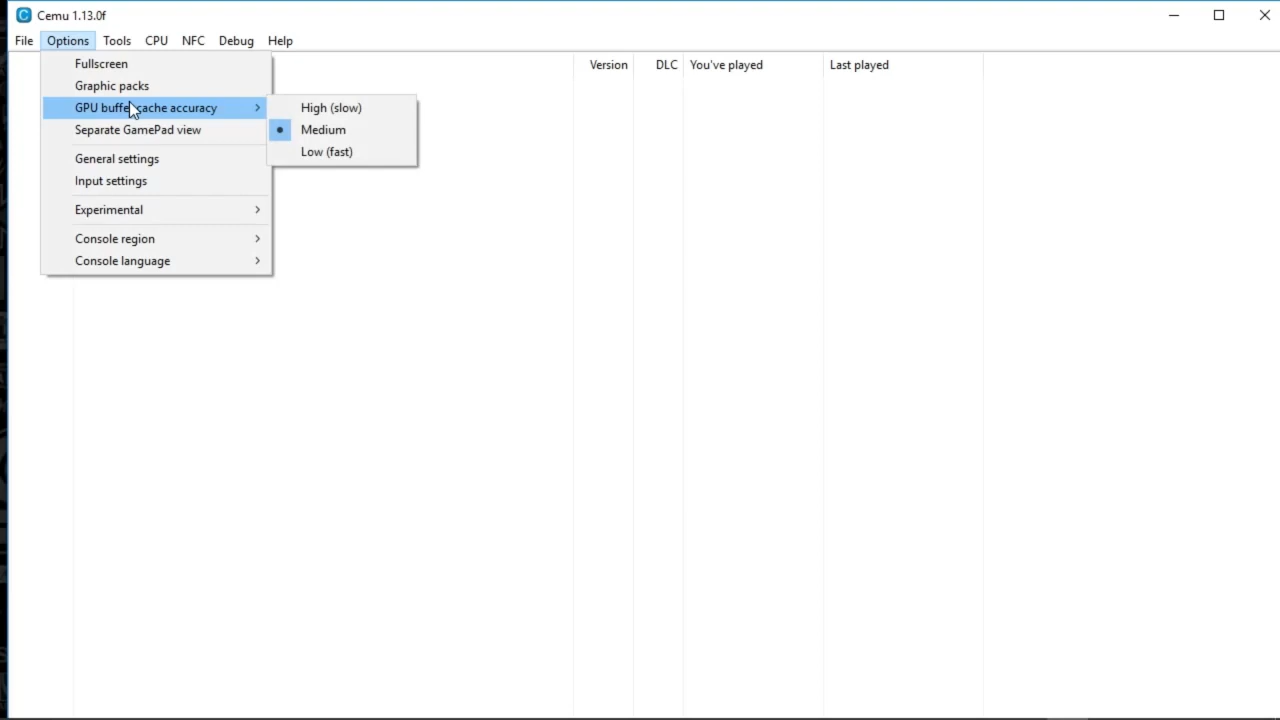 Cemu 1.13.0f
File Options Tools CPU NFC Debug Help
Version DLC You've played Last played
Fullscreen
Graphic packs
GPU buffer cache accuracy
Separate GamePad view
General settings
Input settings
Experimental
Console region
Console language
High (slow)
Medium
Low (fast)